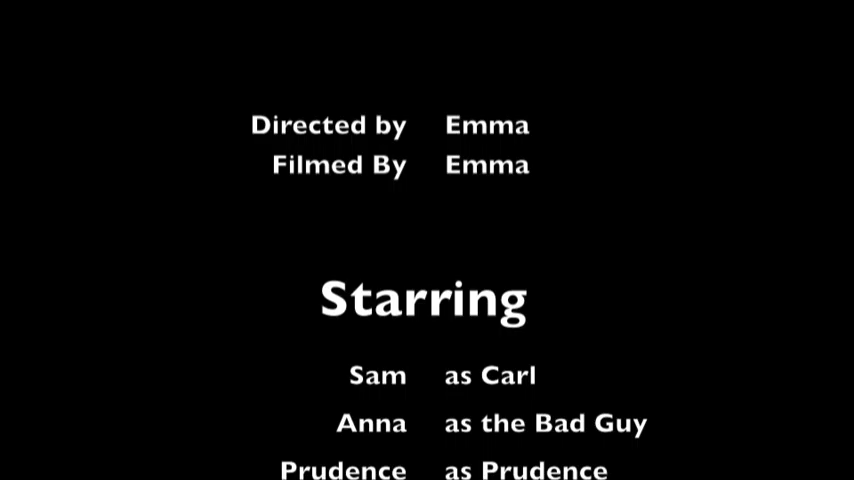 Directed by Emma
Filmed By Emma
Starring
Sam as Carl
Anna as the Bad Guy
Prudence as Prudence